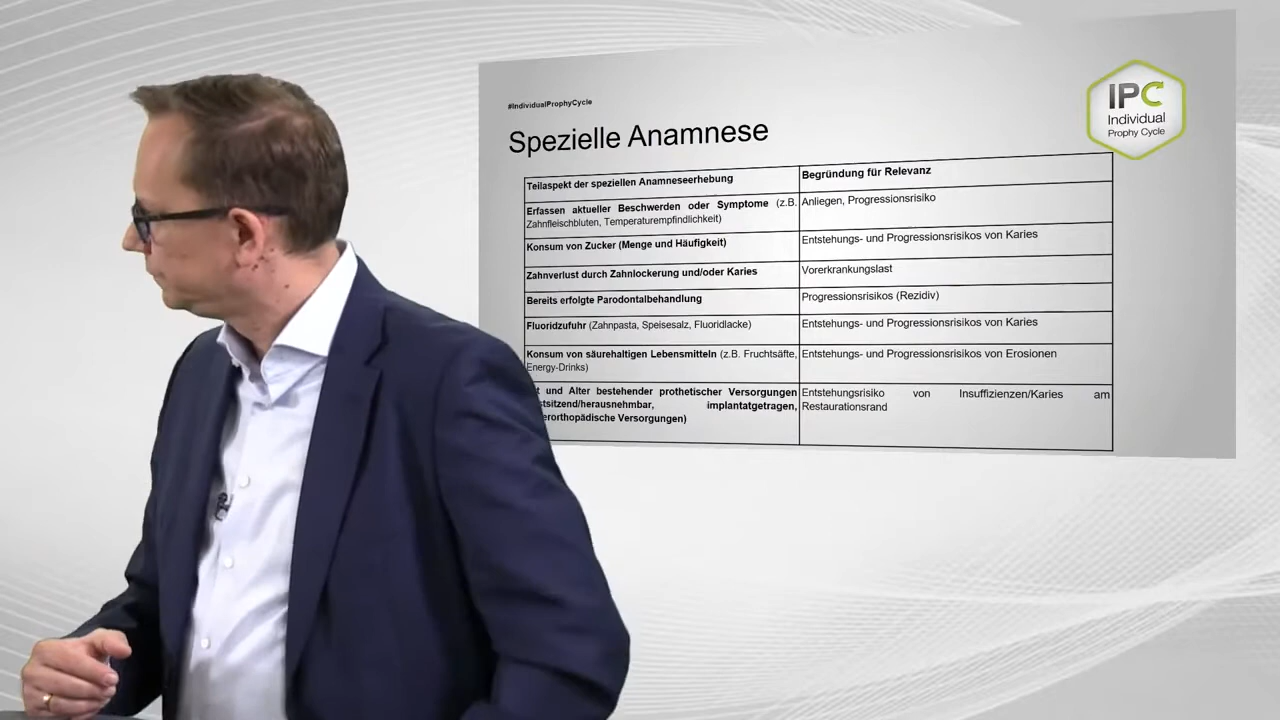 #IndividualProphyCycle
IPC
Individual
Prophy Cycle
Spezielle Anamnese
Teilaspekt der speziellen Anamneseerhebung
Begründung für Relevanz
Erfassen aktueller Beschwerden oder Symptome (z.B.
Zahnfleischbluten, Temperaturempfindlichkeit)
Anliegen, Progressionsrisiko
Konsum von Zucker (Menge und Häufigkeit)
Entstehungs- und Progressionsrisikos von Karies
Zahnverlust durch Zahnlockerung und/oder Karies
Vorerkrankungslast
Bereits erfolgte Parodontalbehandlung
Progressionsrisikos (Rezidiv)
Fluoridzufuhr (Zahnpasta, Speisesalz, Fluoridlacke)
Entstehungs- und Progressionsrisikos von Karies
Konsum von säurehaltigen Lebensmitteln (z.B. Fruchtsäfte,
Energy-Drinks)
Entstehungs- und Progressionsrisikos von Erosionen
und Alter bestehender prothetischer Versorgungen
implantatgetragen,
Versorgungen)
Entstehungsrisiko von Insuffizienzen/Karies am
Restaurationsrand